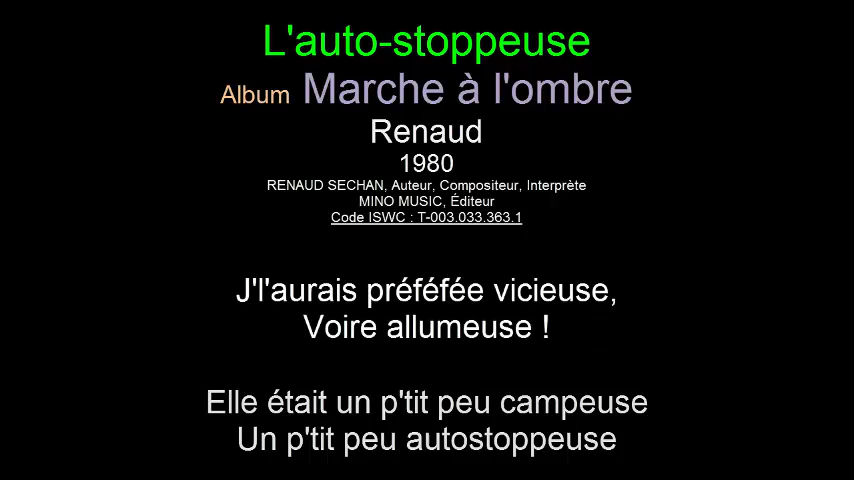 L'auto-stoppeuse
Album Marche à l'ombre
Renaud
1980
RENAUD SECHAN, Auteur, Compositeur, Interprète
MINO MUSIC, Éditeur
Code ISWC : T-003.033.363.1
J'l'aurais préféfée vicieuse,
Voire allumeuse !
Elle était un p'tit peu campeuse
Un p'tit peu autostoppeuse